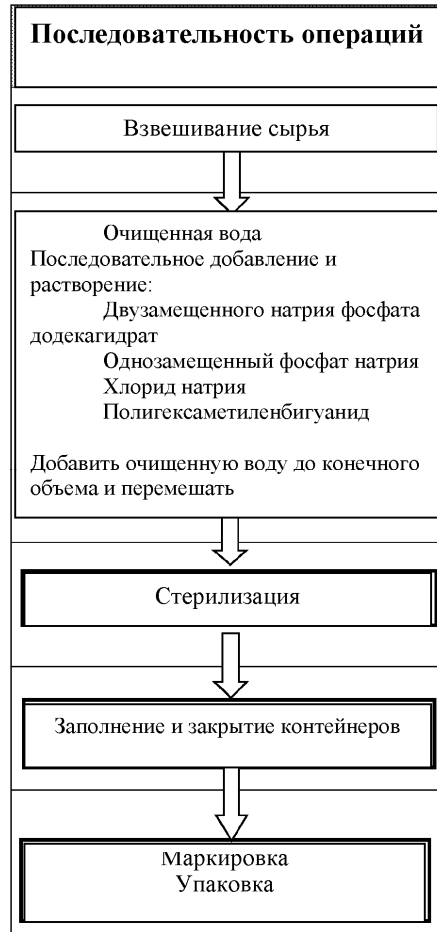 Последовательность операций
Взвешивание сырья
Очищенная вода
Последовательное добавление и
растворение:
Двузамещенного натрия фосфата
додекагидрат
Однозамещенный фосфат натрия
Хлорид натрия
Полигексаметиленбигуанид
Добавить очищенную воду до конечного
объема и перемешать
Стерилизация
Заполнение и закрытие контейнеров
Маркировка
Упаковка